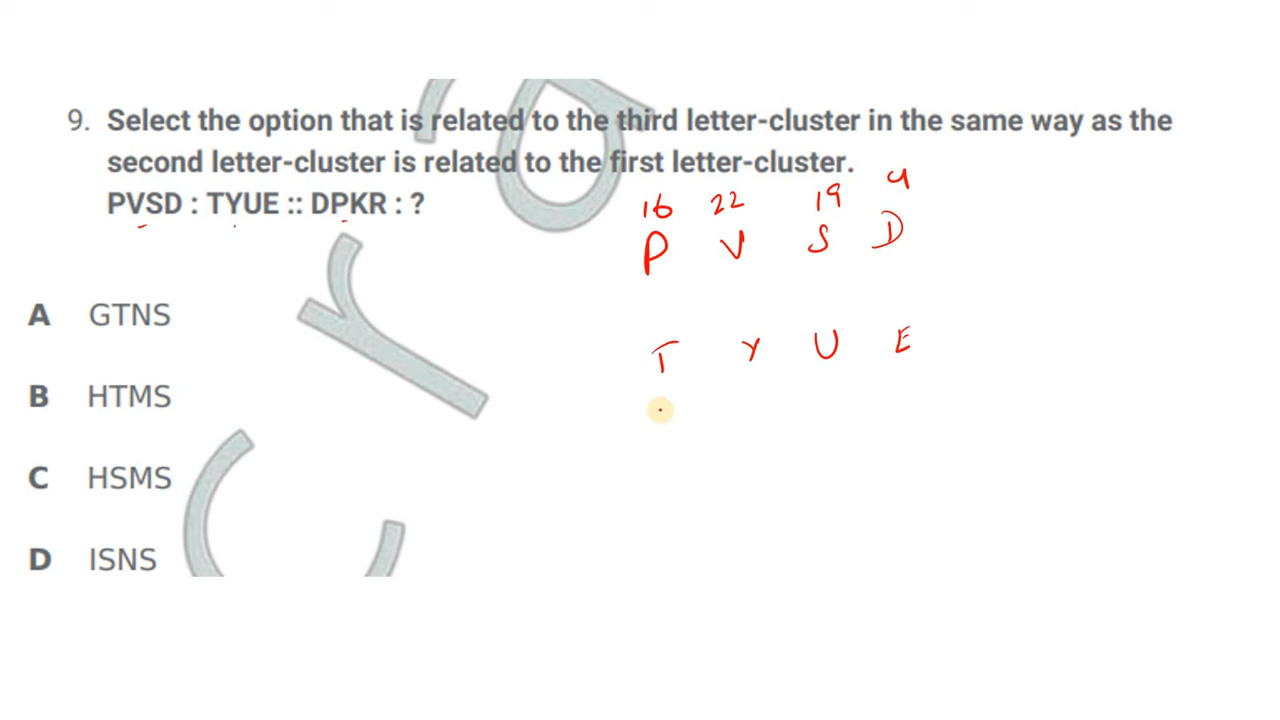 9. Select the option that is related to the third letter-cluster in the same way as the
second letter-cluster is related to the first letter-cluster.
PVSD : TYUE :: DPKR : ?
16 22 19 4
P V S D
A GTNS
T Y U E
B HTMS
C HSMS
D ISNS